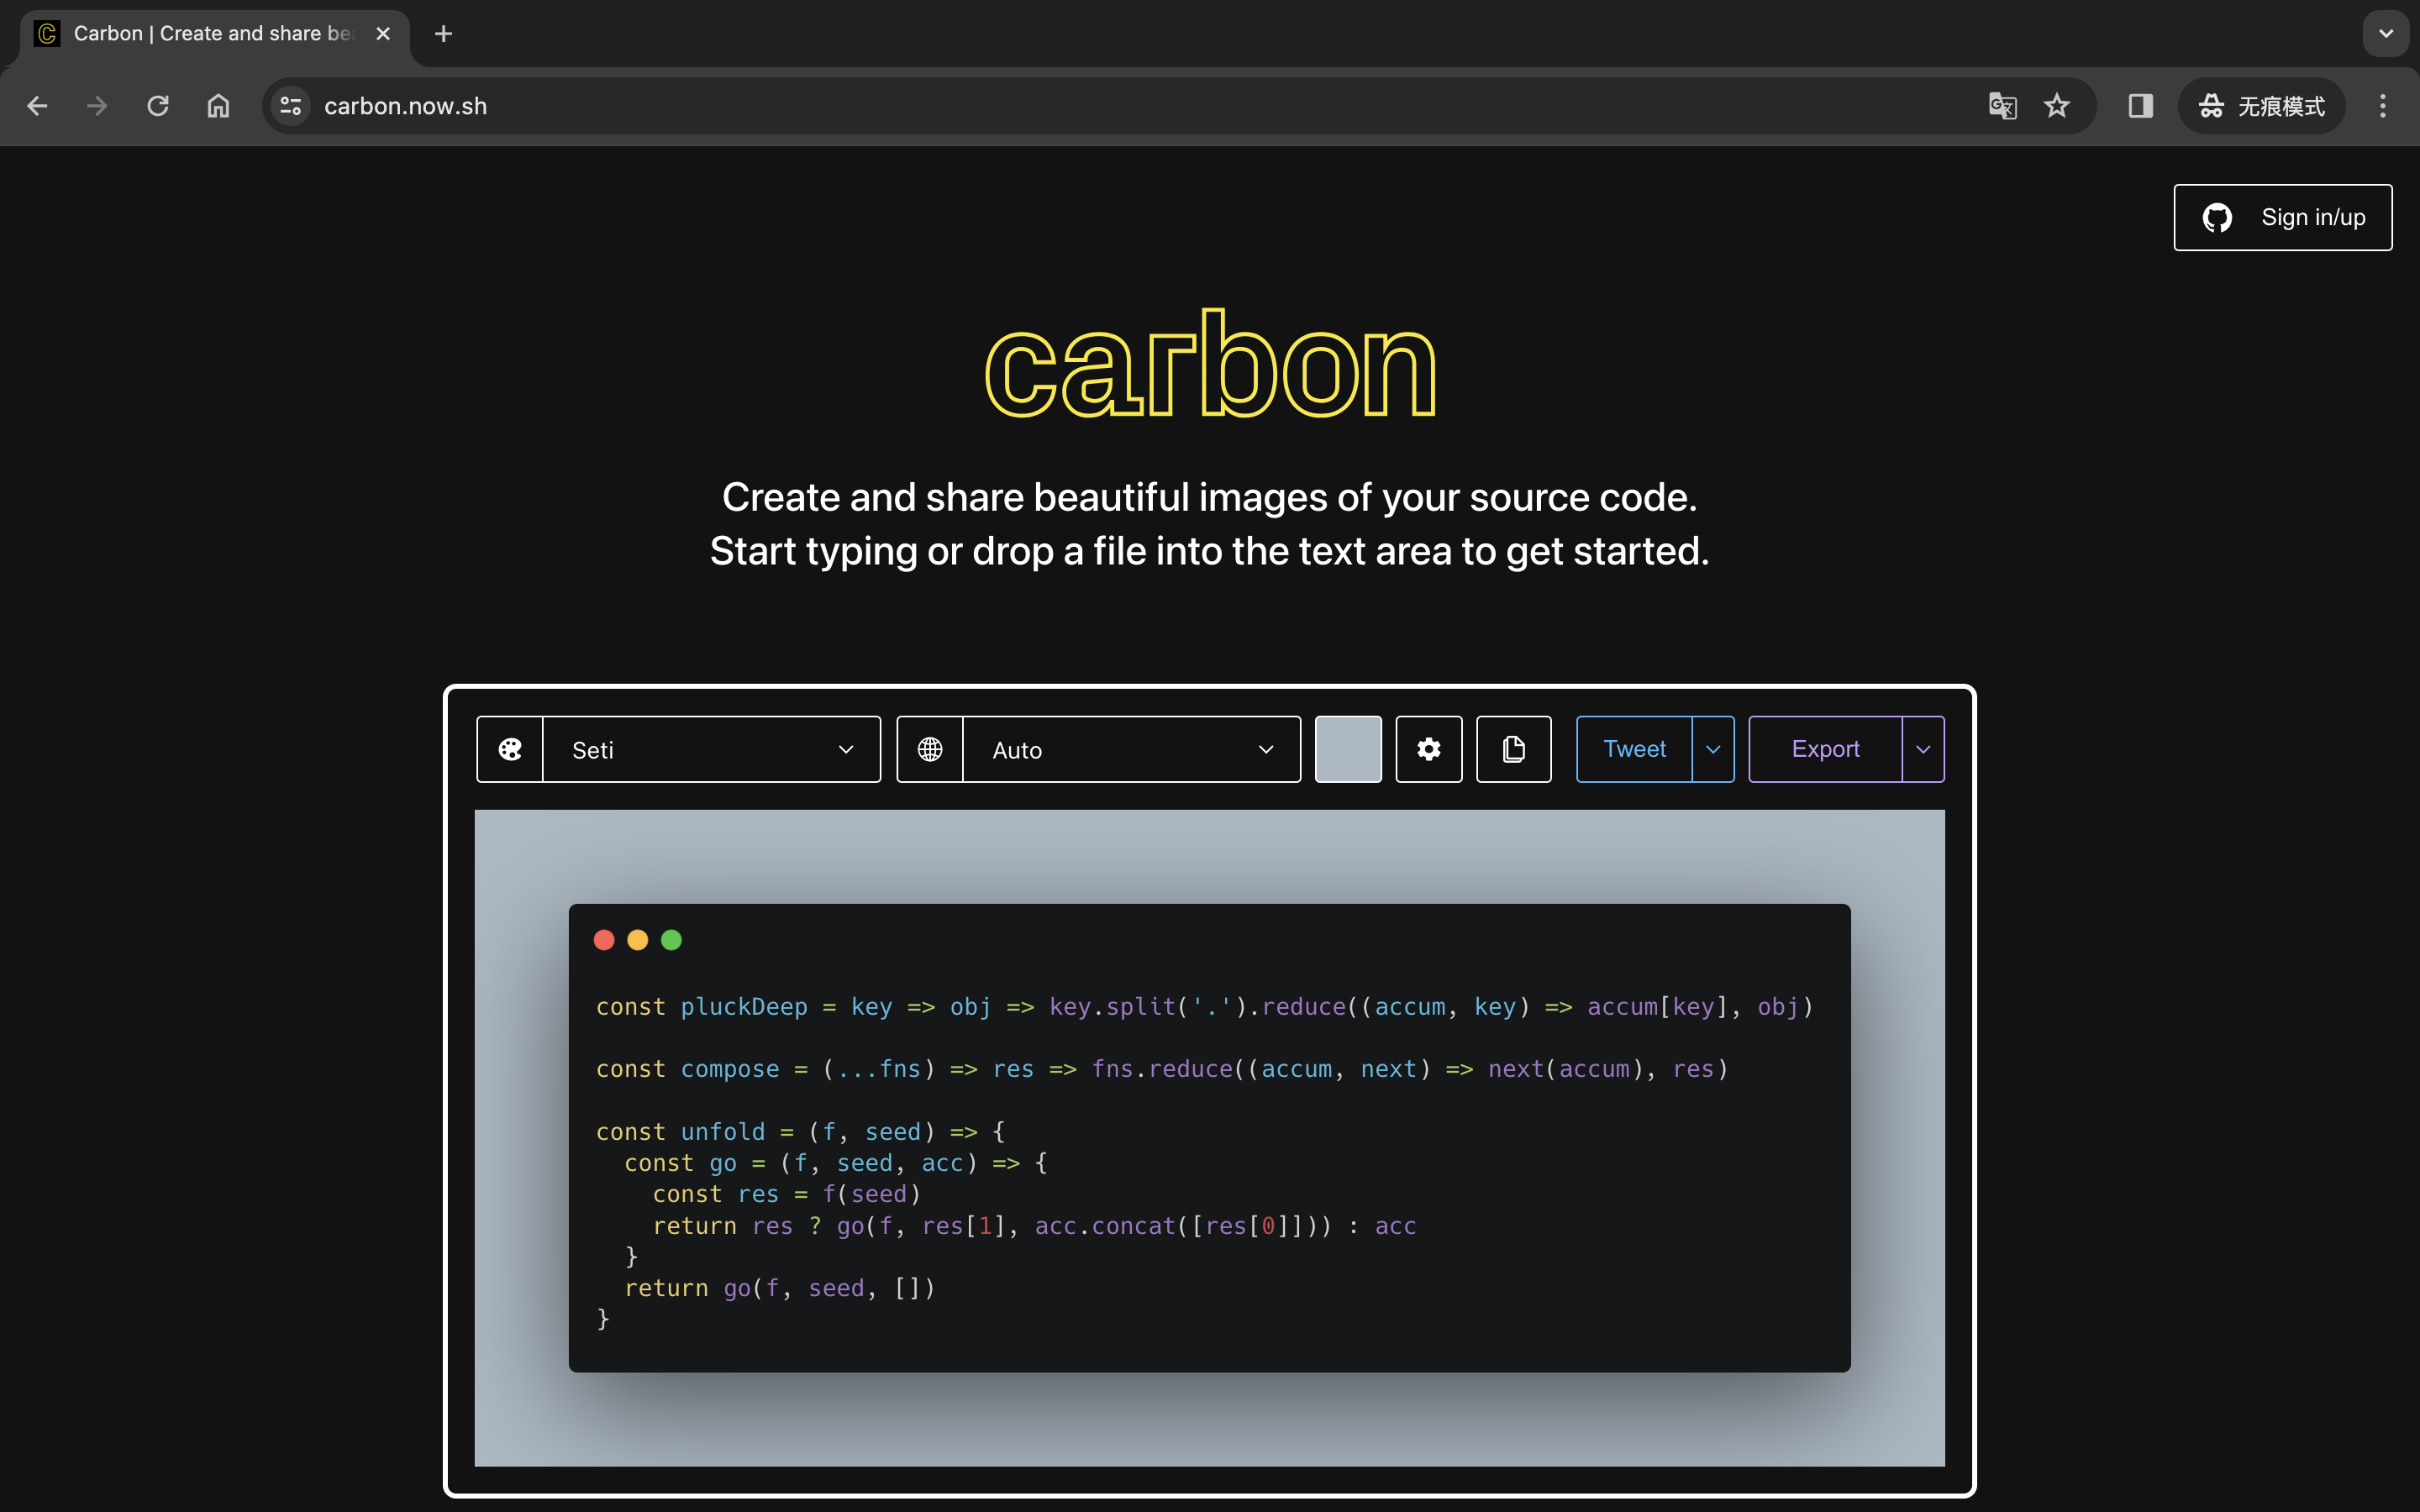 Carbon | Create and share be
carbon.now.sh
无痕模式
Sign in/up
carbon
Create and share beautiful images of your source code.
Start typing or drop a file into the text area to get started.
Seti
Auto
Tweet
Export
const pluckDeep = key => obj => key.split('.').reduce((accum, key) => accum[key], obj)
const compose = (...fns) => res => fns.reduce((accum, next) => next(accum), res)
const unfold = (f, seed) => {
  const go = (f, seed, acc) => {
    const res = f(seed)
    return res ? go(f, res[1], acc.concat([res[0]])) : acc
  }
  return go(f, seed, [])
}